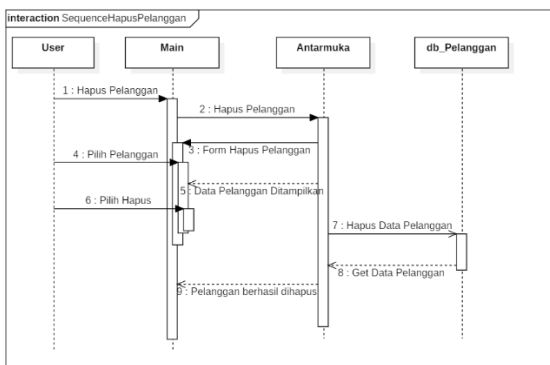 interaction SequenceHapusPelanggan
User
Main
Antarmuka
db_Pelanggan
1 : Hapus Pelanggan
2 : Hapus Pelanggan
3 : Form Hapus Pelanggan
4 : Pilih Pelanggan
5 : Data Pelanggan Ditampilkan
6 : Pilih Hapus
7 : Hapus Data Pelanggan
8 : Get Data Pelanggan
9 : Pelanggan berhasil dihapus